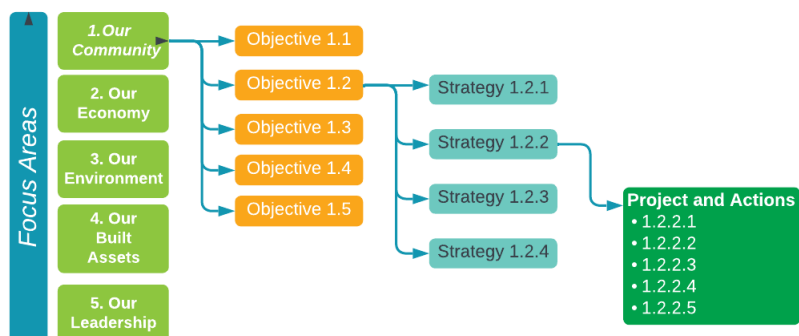 Focus Areas
1.Our
Community
2. Our
Economy
3. Our
Environment
4. Our
Built
Assets
5. Our
Leadership
Objective 1.1
Objective 1.2
Objective 1.3
Objective 1.4
Objective 1.5
Strategy 1.2.1
Strategy 1.2.2
Strategy 1.2.3
Strategy 1.2.4
Project and Actions
• 1.2.2.1
• 1.2.2.2
• 1.2.2.3
• 1.2.2.4
• 1.2.2.5